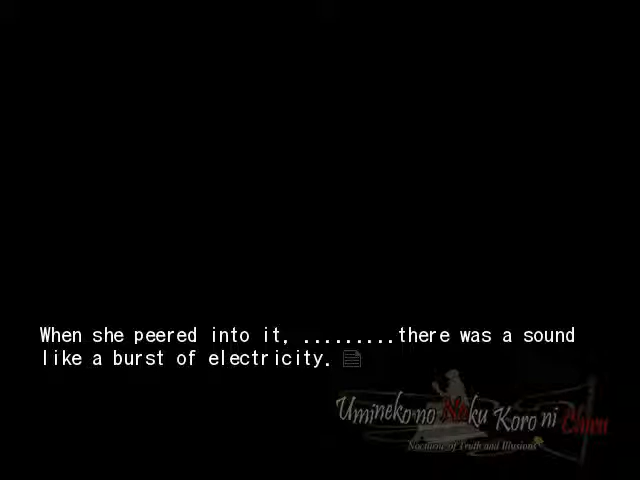 When she peered into it, .........there was a sound
like a burst of electricity.
Umineko no Naku Koro ni Chiru
Nocturne of Truth and Illusions